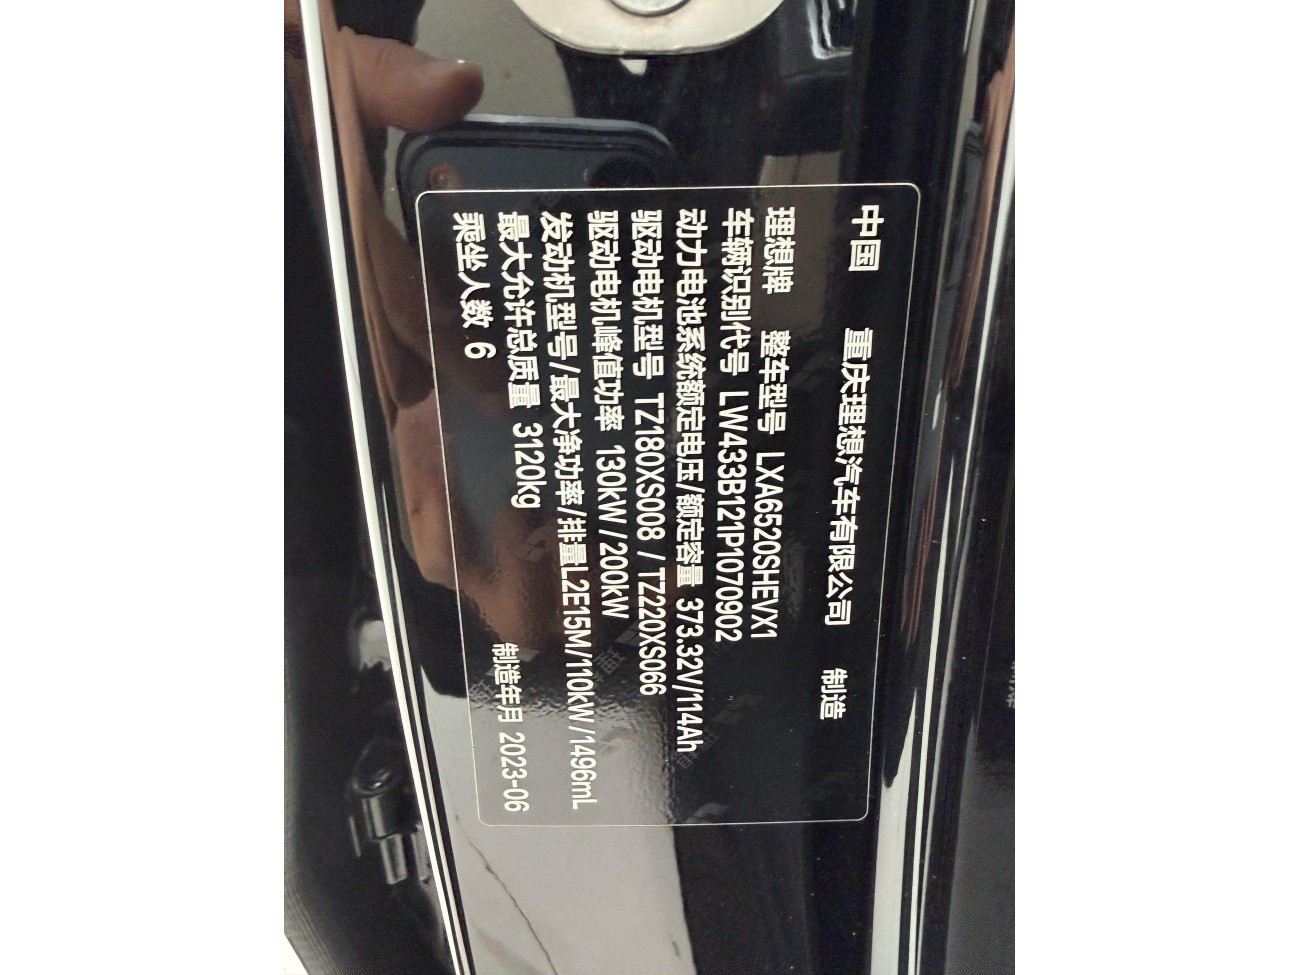 中国 重庆理想汽车有限公司 制造
理想牌 整车型号 LXA6520SHEVX1
车辆识别代号 LW433B121P1070902
动力电池系统额定电压/额定容量 373.32V/114Ah
驱动电机型号 TZ180XS008 / TZ220XS066
驱动电机峰值功率 130kW / 200kW
发动机型号/最大净功率/排量L2E15M/110kW/1496mL
最大允许总质量 3120kg
乘坐人数 6 制造年月 2023-06